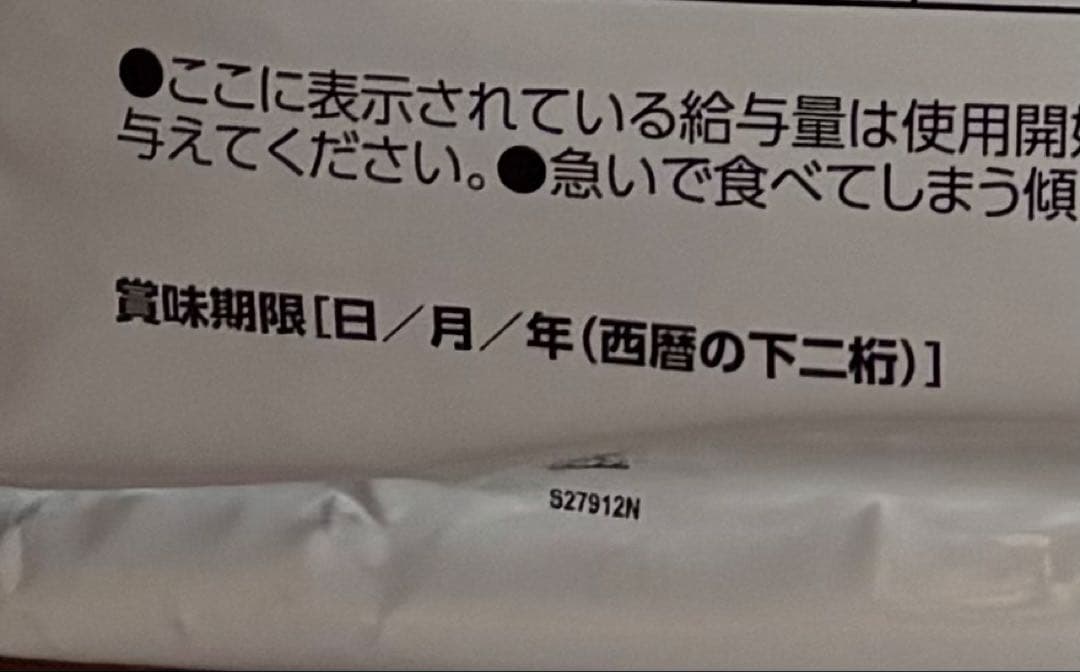 ●ここに表示されている給与量は使用開
与えてください。●急いで食べてしまう傾
賞味期限[日／月／年(西暦の下二桁)]
S27912N